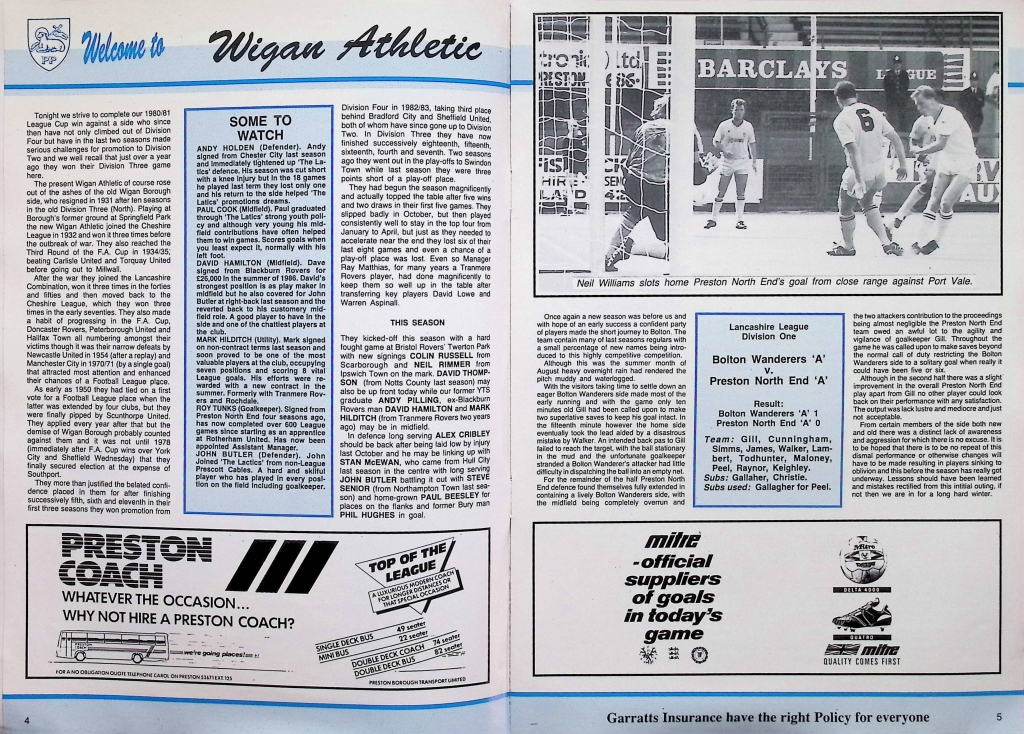 PP
Welcome to
Wigan Athletic
Tonight we strive to complete our 1980/81
League Cup win against a side who since
then have not only climbed out of Division
Four but have in the last two seasons made
serious challenges for promotion to Division
Two and we well recall that just over a year
ago they won their Division Three game
here.
The present Wigan Athletic of course rose
out of the ashes of the old Wigan Borough
side, who resigned in 1931 after ten seasons
in the old Division Three (North). Playing at
Borough's former ground at Springfield Park
the new Wigan Athletic joined the Cheshire
League in 1932 and won it three times before
the outbreak of war. They also reached the
Third Round of the F.A. Cup in 1934/35,
beating Carlisle United and Torquay United
before going out to Millwall.
After the war they joined the Lancashire
Combination, won it three times in the forties
and fifties and then moved back to the
Cheshire League, which they won three
times in the early seventies. They also made
a habit of progressing in the F.A. Cup,
Doncaster Rovers, Peterborough United and
Halifax Town all numbering amongst their
victims though it was their narrow defeats by
Newcastle United in 1954 (after a replay) and
Manchester City in 1970/71 (by a single goal)
that attracted most attention and enhanced
their chances of a Football League place.
As early as 1950 they had tied on a first
vote for a Football League place when the
latter was extended by four clubs, but they
were finally pipped by Scunthorpe United.
They applied every year after that but the
demise of Wigan Borough probably counted
against them and it was not until 1978
(immediately after F.A. Cup wins over York
City and Sheffield Wednesday) that they
finally secured election at the expense of
Southport.
They more than justified the belated confi-
dence placed in them for after finishing
successively fifth, sixth and eleventh in their
first three seasons they won promotion from
SOME TO
WATCH
ANDY HOLDEN (Defender). Andy
signed from Chester City last season
and immediately tightened up 'The La-
tics' defence. His season was cut short
with a knee injury but in the 18 games
he played last term they lost only one
and his return to the side helped 'The
Latics' promotions dreams.
PAUL COOK (Midfield). Paul graduated
through 'The Latics') strong youth poli-
cy and although very young his mid-
field contributions have often helped
them to win games. Scores goals when
you least expect it, normally with his
left foot.
DAVID HAMILTON (Midfield). Dave
signed from Blackburn Rovers for
£26,000 in the summer of 1986. David's
strongest position is as play maker in
midfield but he also covered for John
Butler at right-back last season and the
reverted back to his customery mid-
field role. A good player to have in the
side and one of the chattiest players at
the club.
MARK HILDITCH (Utility). Mark signed
on non-contract terms last season and
soon proved to be one of the most
valuable players at the club, occupying
seven positions and scoring 8 vital
League goals. His efforts were re-
warded with a new contract in the
summer. Formerly with Tranmere Rov-
ers and Rochdale.
ROY TUNKS (Goalkeeper). Signed from
Preston North End four seasons ago,
has now completed over 600 League
games since starting as an apprentice
at Rotherham United. Has now been
appointed Assistant Manager.
JOHN BUTLER (Defender). John
joined 'The Lactics' from non-League
Prescot Cables. A hard and skilful
player who has played in every posi-
tion on the field including goalkeeper.
Division Four in 1982/83, taking third place
behind Bradford City and Sheffield United,
both of whom have since gone up to Division
Two. In Division Three they have now
finished successively eighteenth, fifteenth,
sixteenth, fourth and seventh. Two seasons
ago they went out in the play-offs to Swindon
Town while last season they were three
points short of a play-off place.
They had begun the season magnificently
and actually topped the table after five wins
and two draws in their first five games. They
slipped badly in October, but then played
consistently well to stay in the top four from
January to April, but just as they needed to
accelerate near the end they lost six of their
last eight games and even a chance of a
play-off place was lost. Even so Manager
Ray Matthias, for many years a Tranmere
Rovers player, had done magnificently to
keep them so well up in the table after
transferring key players David Lowe and
Warren Aspinall.
THIS SEASON
They kicked-off this season with a hard
fought game at Bristol Rovers' Twerton Park
with new signings COLIN RUSSELL from
Scarborough and NEIL RIMMER from
Ipswich Town on the mark. DAVID THOMP-
SON (from Notts County last season) may
also be up front today while our former YTS
graduate ANDY PILLING, ex-Blackburn
Rovers man DAVID HAMILTON and MARK
HILDITCH (from Tranmere Rovers two years
ago) may be in midfield.
In defence long serving ALEX CRIBLEY
should be back after being laid low by injury
last October and he may be linking up with
STAN McEWAN, who came from Hull City
last season in the centre with long serving
JOHN BUTLER battling it out with STEVE
SENIOR (from Northampton Town last sea-
son) and home-grown PAUL BEESLEY for
places on the flanks and former Bury man
PHIL HUGHES in goal.
PRESTON
COACH
WHATEVER THE OCCASION...
WHY NOT HIRE A PRESTON COACH?
we're going places!
FOR A NO OBLIGATION QUOTE TELEPHONE CAROL ON PRESTON 53671 EXT. 125
TOP OF THE
LEAGUE
A LUXURIOUS MODERN COACH
FOR LONGER DISTANCES OR
THAT SPECIAL OCCASION
SINGLE DECK BUS 49 seater
MINI BUS 22 seater
DOUBLE DECK COACH 74 seater
DOUBLE DECK BUS 82 seater
PRESTON BOROUGH TRANSPORT LIMITED
4
PRESTON
BARCLAYS LEAGUE
6
Neil Williams slots home Preston North End's goal from close range against Port Vale.
Once again a new season was before us and
with hope of an early success a confident party
of players made the short journey to Bolton. The
team contain many of last seasons regulars with
a small percentage of new names being intro-
duced to this highly competitive competition.
Although this was the summer month of
August heavy overnight rain had rendered the
pitch muddy and waterlogged.
With the visitors taking time to settle down an
eager Bolton Wanderers side made most of the
early running and with the game only ten
minutes old Gill had been called upon to make
two superlative saves to keep his goal intact. In
the fifteenth minute however the home side
eventually took the lead aided by a disastrous
mistake by Walker. An intended back pass to Gill
failed to reach the target, with the ball stationary
in the mud and the unfortunate goalkeeper
stranded a Bolton Wanderer's attacker had little
difficulty in dispatching the ball into an empty net.
For the remainder of the half Preston North
End defence found themselves fully extended in
containing a lively Bolton Wanderers side, with
the midfield being completely overrun and
Lancashire League
Division One
Bolton Wanderers 'A'
v.
Preston North End 'A'
Result:
Bolton Wanderers 'A' 1
Preston North End 'A' 0
Team: Gill, Cunningham,
Simms, James, Walker, Lam-
bert, Todhunter, Maloney,
Peel, Raynor, Keighley.
Subs: Gallaher, Christie.
Subs used: Gallagher for Peel.
the two attackers contribution to the proceedings
being almost negligible the Preston North End
team owed an awful lot to the agility and
vigilance of goalkeeper Gill. Throughout the
game he was called upon to make saves beyond
the normal call of duty restricting the Bolton
Wanderers side to a solitary goal when really it
could have been five or six.
Although in the second half there was a slight
improvement in the overall Preston North End
play apart from Gill no other player could look
back on their performance with any satisfaction.
The output was lack lustre and mediocre and just
not acceptable.
From certain members of the side both new
and old there was a distinct lack of awareness
and aggression for which there is no excuse. It is
to be hoped that there is to be no repeat of this
dismal performance or otherwise changes will
have to be made resulting in players sinking to
oblivion and this before the season has really got
underway. Lessons should have been learned
and mistakes rectified from this initial outing, if
not then we are in for a long hard winter.
mitre
-official
suppliers
of goals
in today's
game
Mitre
DELTA 4000
QUATRO
mitre
QUALITY COMES FIRST
Garratts Insurance have the right Policy for everyone
5